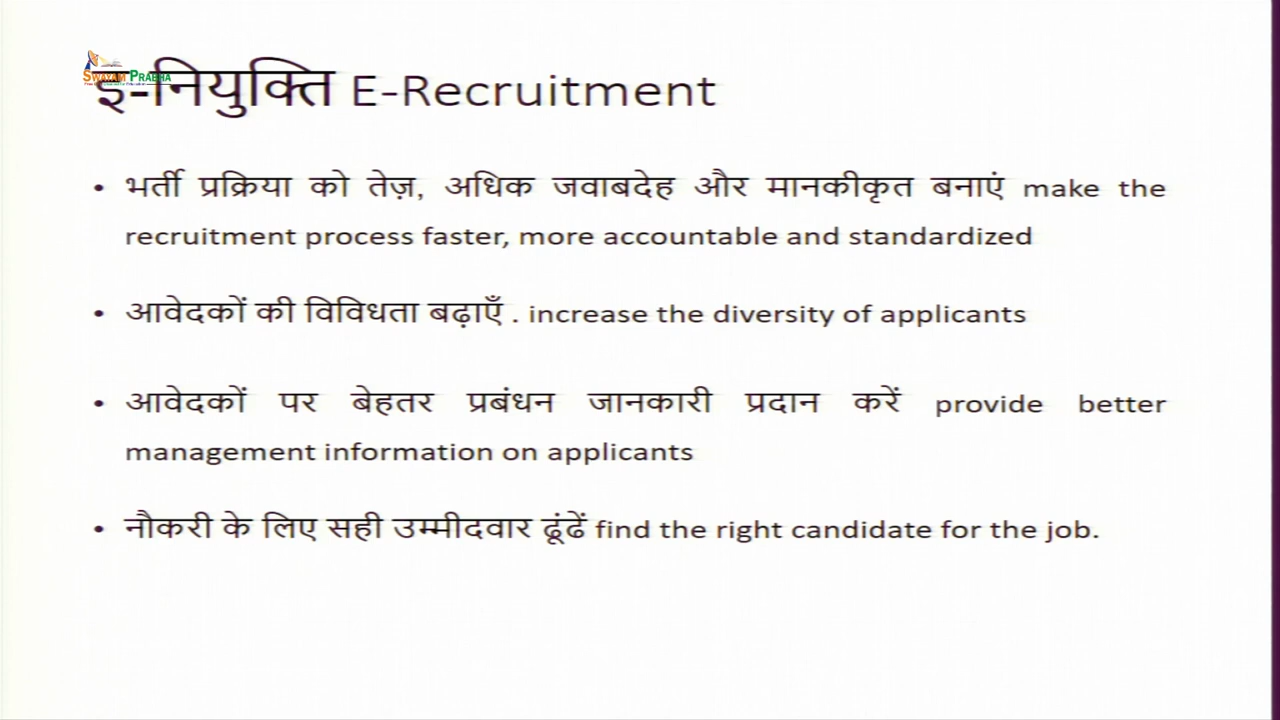 SWAYAM PRABHA
इ-नियुक्ति E-Recruitment
• भर्ती प्रक्रिया को तेज़, अधिक जवाबदेह और मानकीकृत बनाएं make the
recruitment process faster, more accountable and standardized
• आवेदकों की विविधता बढ़ाएँ . increase the diversity of applicants
• आवेदकों पर बेहतर प्रबंधन जानकारी प्रदान करें provide better
management information on applicants
• नौकरी के लिए सही उम्मीदवार ढूंढें find the right candidate for the job.